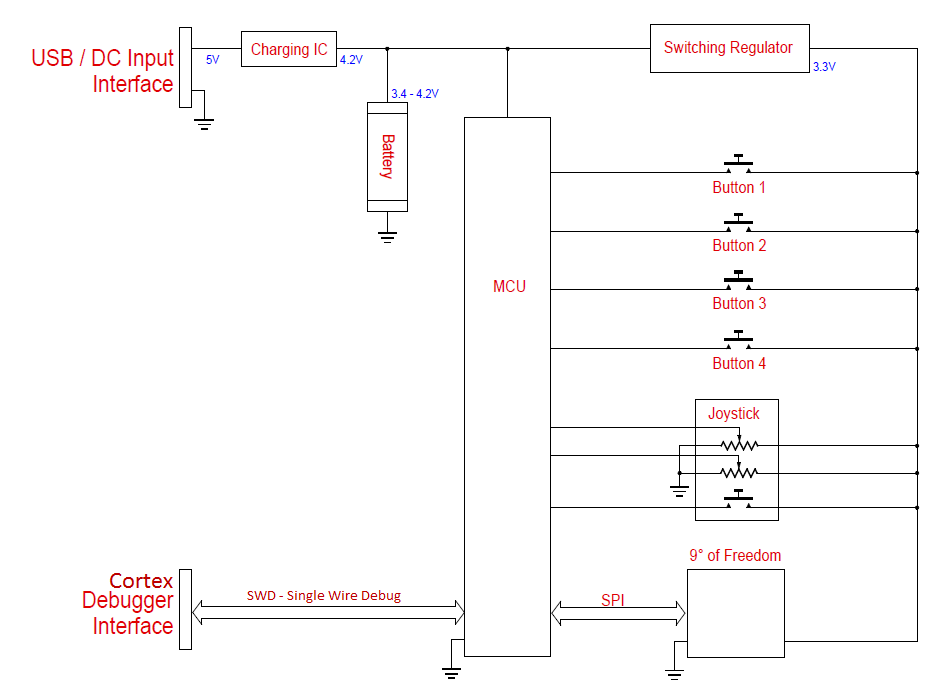 USB / DC Input
Interface
5V
Charging IC
4.2V
3.4 - 4.2V
Battery
Switching Regulator
3.3V
MCU
Button 1
Button 2
Button 3
Button 4
Joystick
9° of Freedom
SPI
Cortex
Debugger
Interface
SWD - Single Wire Debug